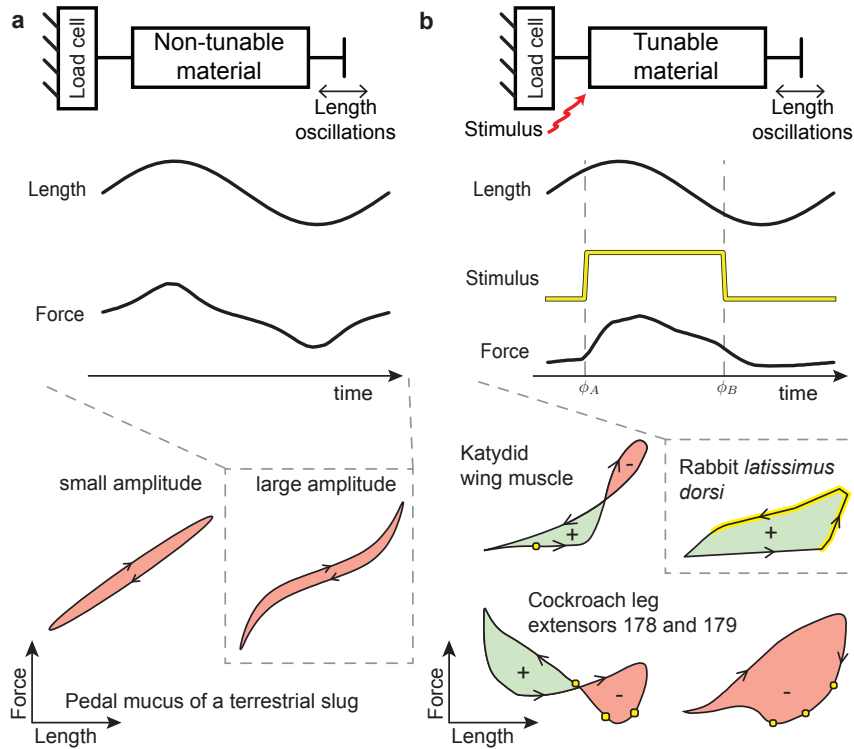 a
Load cell
Non-tunable
material
Length
oscillations
Length
Force
time
small amplitude
large amplitude
Force
Length
Pedal mucus of a terrestrial slug
b
Load cell
Tunable
material
Stimulus
Length
oscillations
Length
Stimulus
Force
ϕA
ϕB
time
Katydid
wing muscle
-
+
Rabbit latissimus
dorsi
+
Cockroach leg
extensors 178 and 179
+
-
-
Force
Length